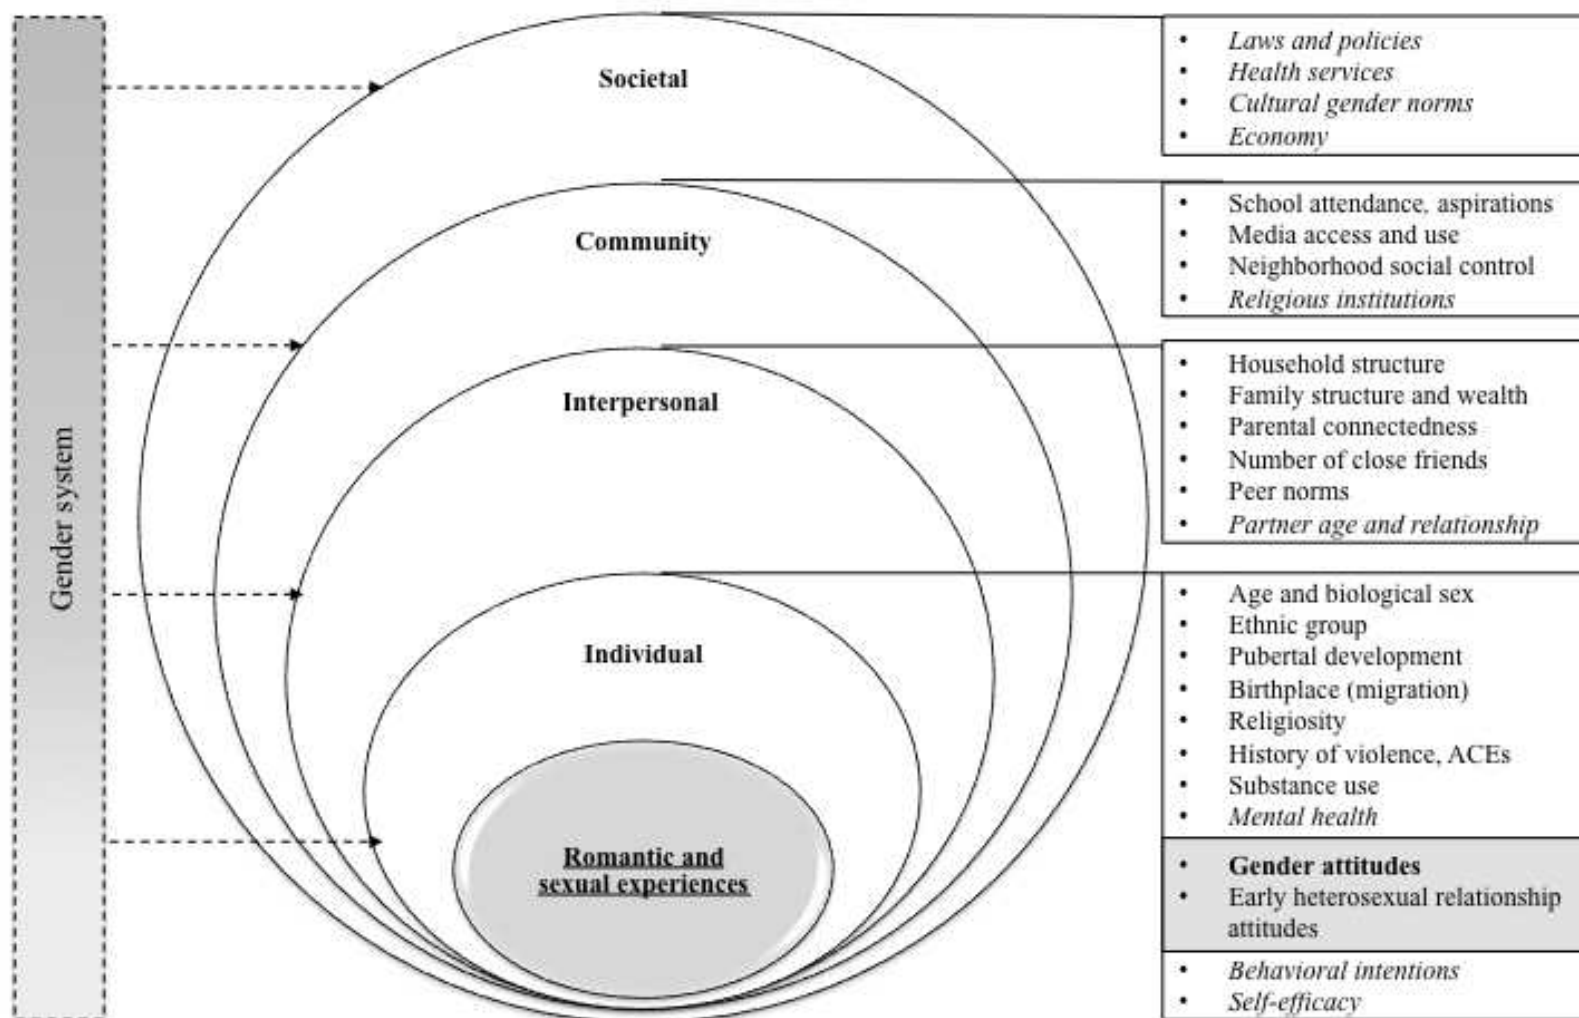 Gender system
Societal
Community
Interpersonal
Individual
Romantic and
sexual experiences
• Laws and policies
• Health services
• Cultural gender norms
• Economy
• School attendance, aspirations
• Media access and use
• Neighborhood social control
• Religious institutions
• Household structure
• Family structure and wealth
• Parental connectedness
• Number of close friends
• Peer norms
• Partner age and relationship
• Age and biological sex
• Ethnic group
• Pubertal development
• Birthplace (migration)
• Religiosity
• History of violence, ACEs
• Substance use
• Mental health
• Gender attitudes
• Early heterosexual relationship
attitudes
• Behavioral intentions
• Self-efficacy